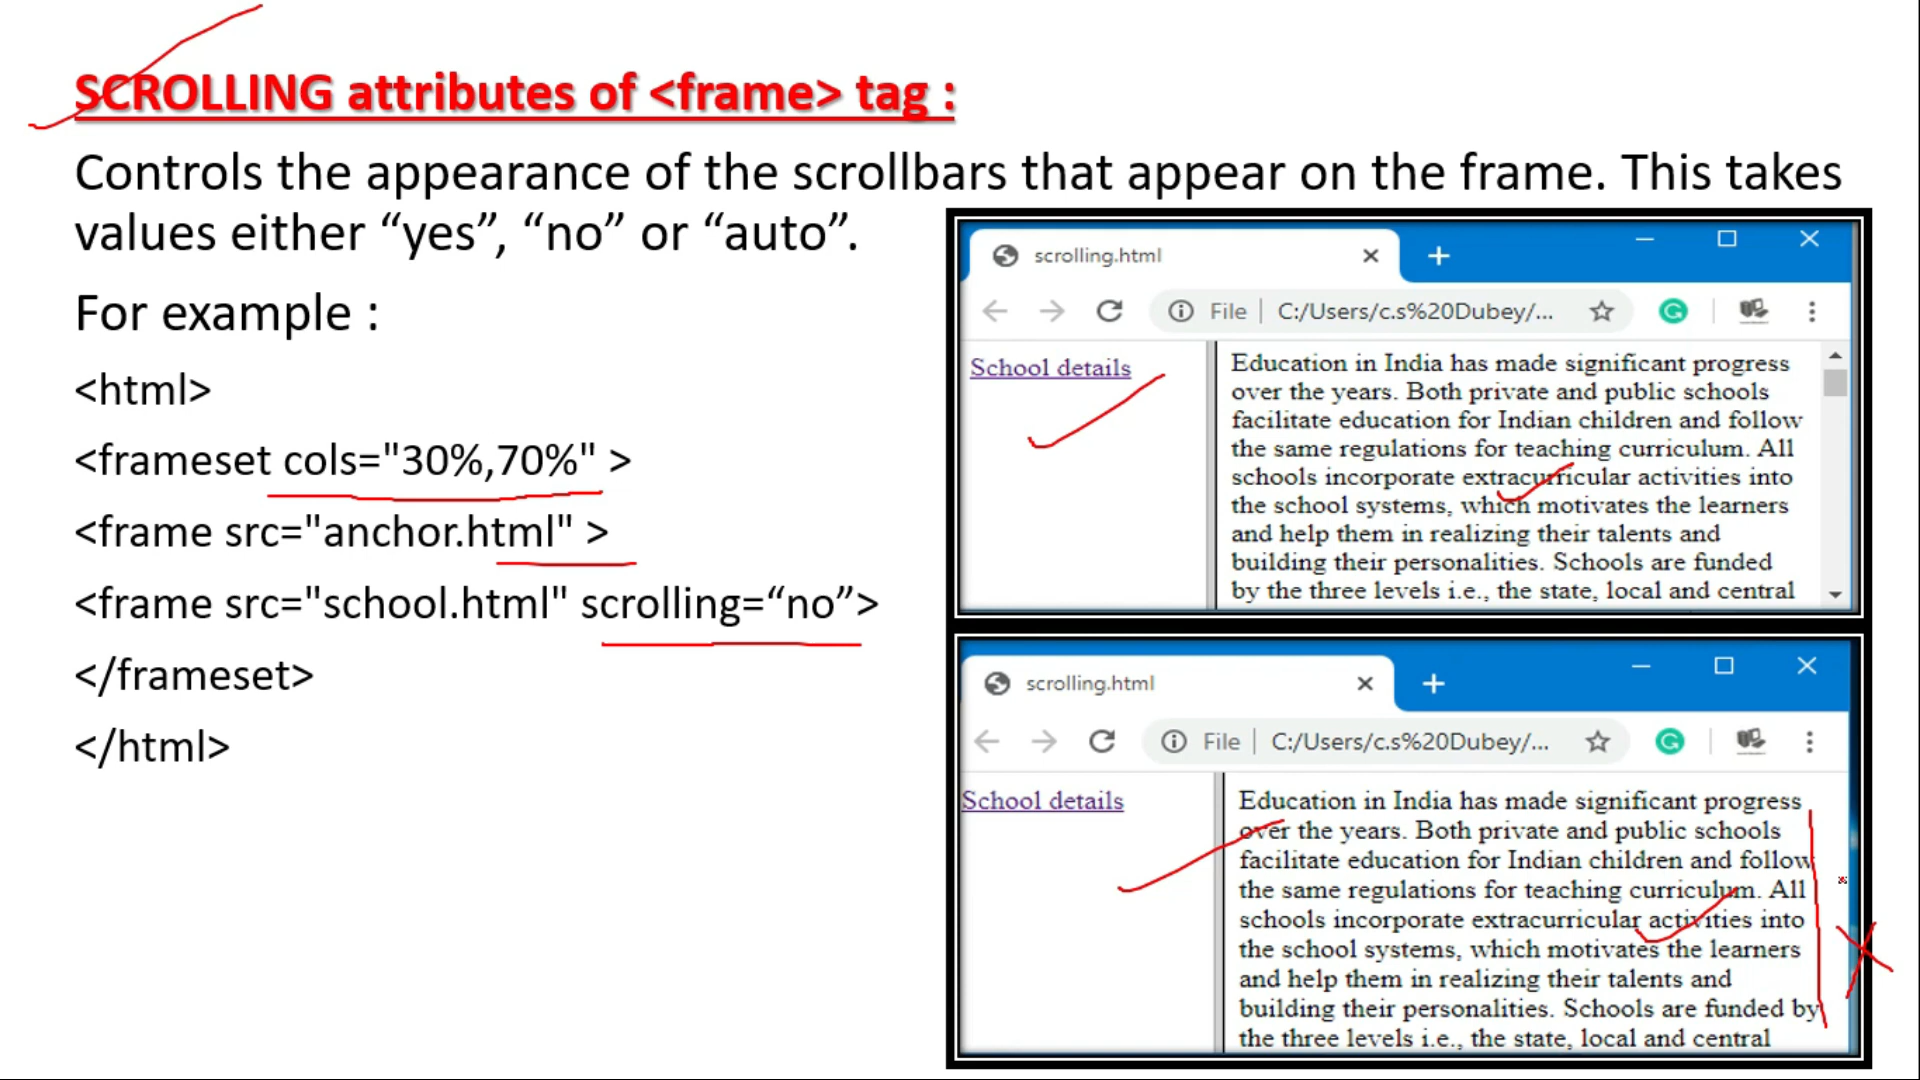 SCROLLING attributes of <frame> tag :
Controls the appearance of the scrollbars that appear on the frame. This takes
values either “yes”, “no” or “auto”.
For example :
<html>
<frameset cols="30%,70%" >
<frame src="anchor.html" >
<frame src="school.html" scrolling=“no”>
</frameset>
</html>
scrolling.html
File | C:/Users/c.s%20Dubey/...
School details
Education in India has made significant progress
over the years. Both private and public schools
facilitate education for Indian children and follow
the same regulations for teaching curriculum. All
schools incorporate extracurricular activities into
the school systems, which motivates the learners
and help them in realizing their talents and
building their personalities. Schools are funded
by the three levels i.e., the state, local and central
scrolling.html
File | C:/Users/c.s%20Dubey/...
School details
Education in India has made significant progress
over the years. Both private and public schools
facilitate education for Indian children and follow
the same regulations for teaching curriculum. All
schools incorporate extracurricular activities into
the school systems, which motivates the learners
and help them in realizing their talents and
building their personalities. Schools are funded by
the three levels i.e., the state, local and central